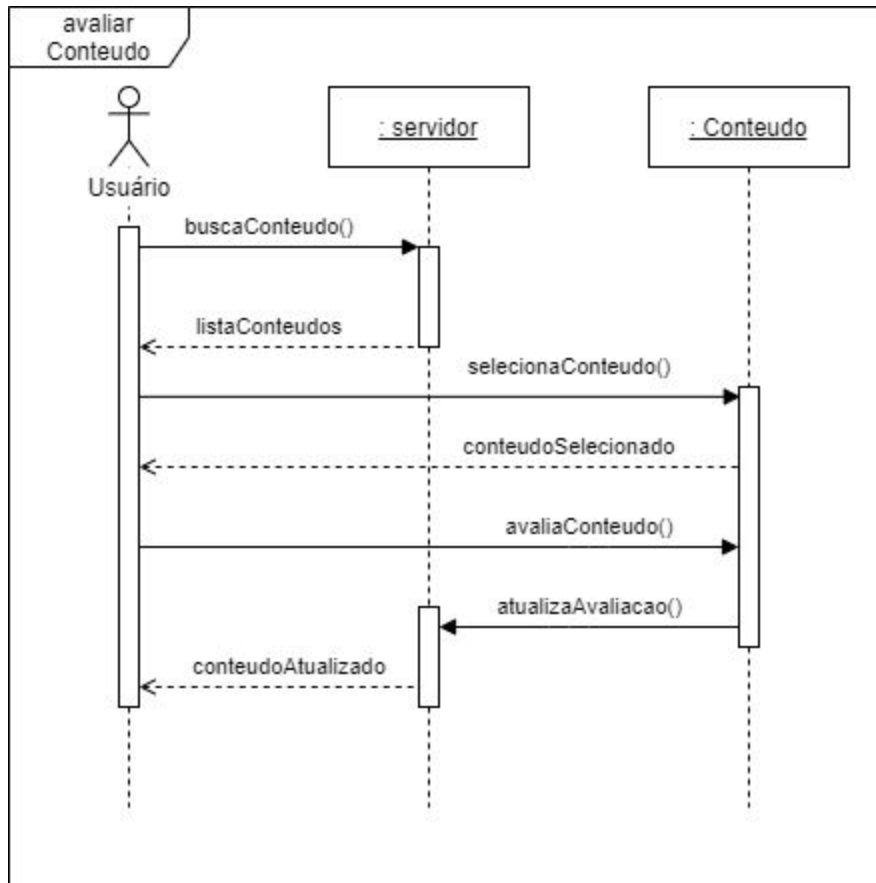 avaliar
Conteudo
: servidor
: Conteudo
Usuário
buscaConteudo()
listaConteudos
selecionaConteudo()
conteudoSelecionado
avaliaConteudo()
atualizaAvaliacao()
conteudoAtualizado